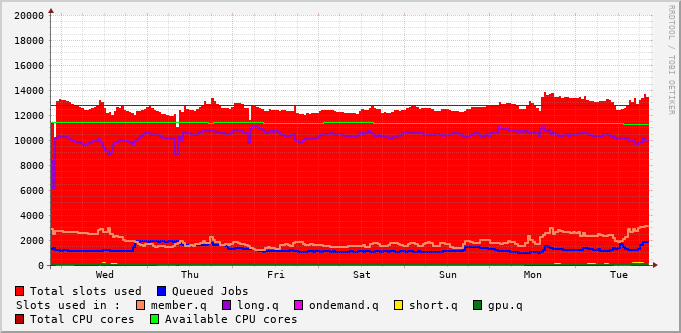 20000
18000
16000
14000
12000
10000
8000
6000
4000
2000
0
Wed Thu Fri Sat Sun Mon Tue
RRDTOOL / TOBI OETIKER
Total slots used Queued Jobs
Slots used in : member.q long.q ondemand.q short.q gpu.q
Total CPU cores Available CPU cores